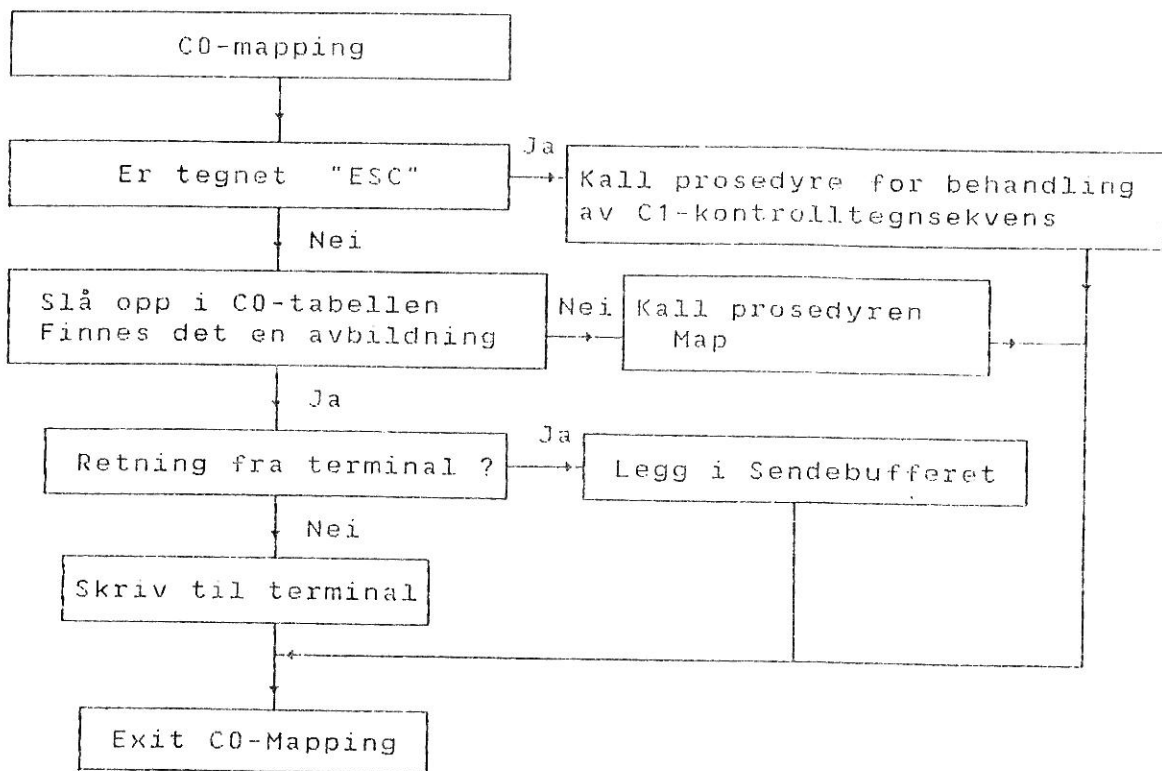 C0-mapping
Er tegnet "ESC"
Ja
Kall prosedyre for behandling
av C1-kontrolltegnsekvens
Nei
Slå opp i C0-tabellen
Finnes det en avbildning
Nei
Kall prosedyren
Map
Ja
Retning fra terminal ?
Ja
Legg i Sendebufferet
Nei
Skriv til terminal
Exit C0-Mapping